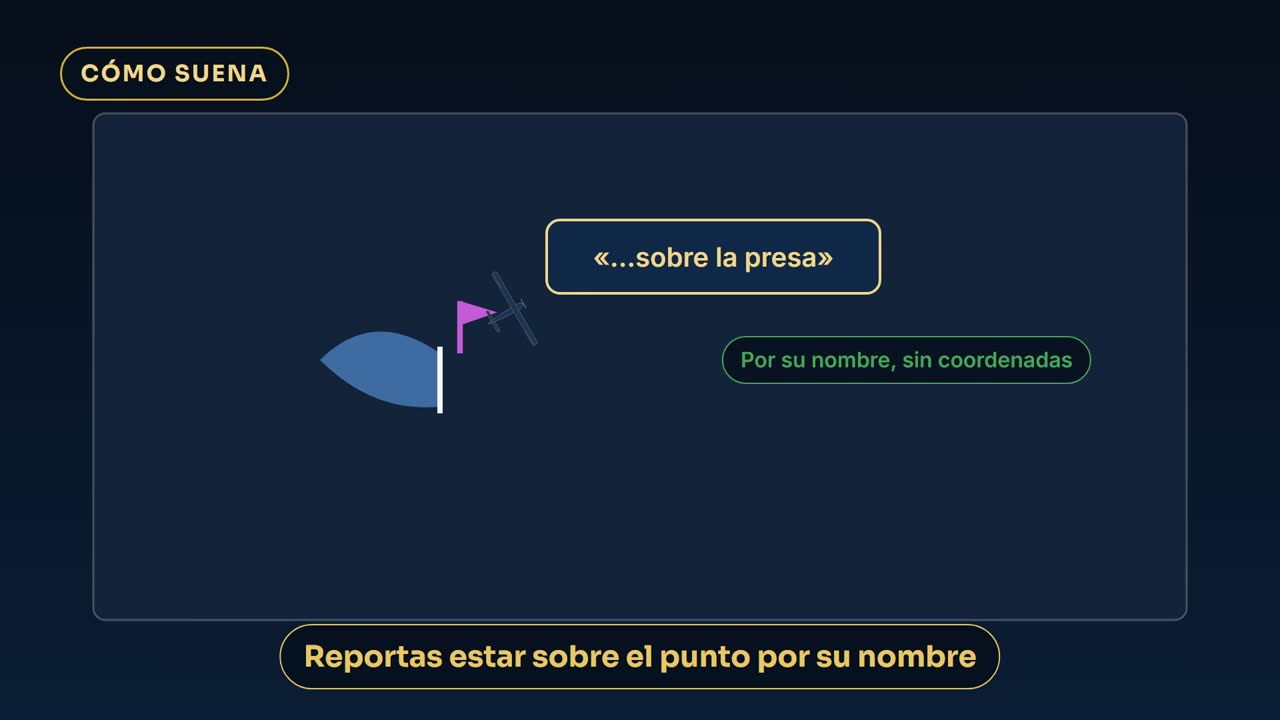 CÓMO SUENA
«...sobre la presa»
Por su nombre, sin coordenadas
Reportas estar sobre el punto por su nombre